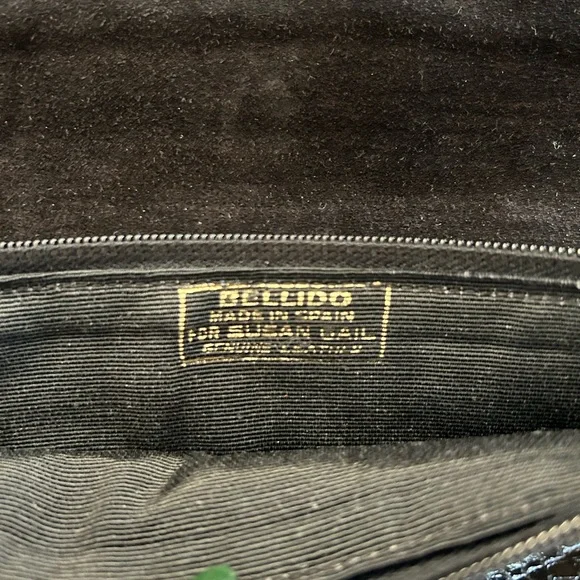 BELLIDO
MADE IN SPAIN
FOR SUSAN GAIL
GENUINE LEATHER